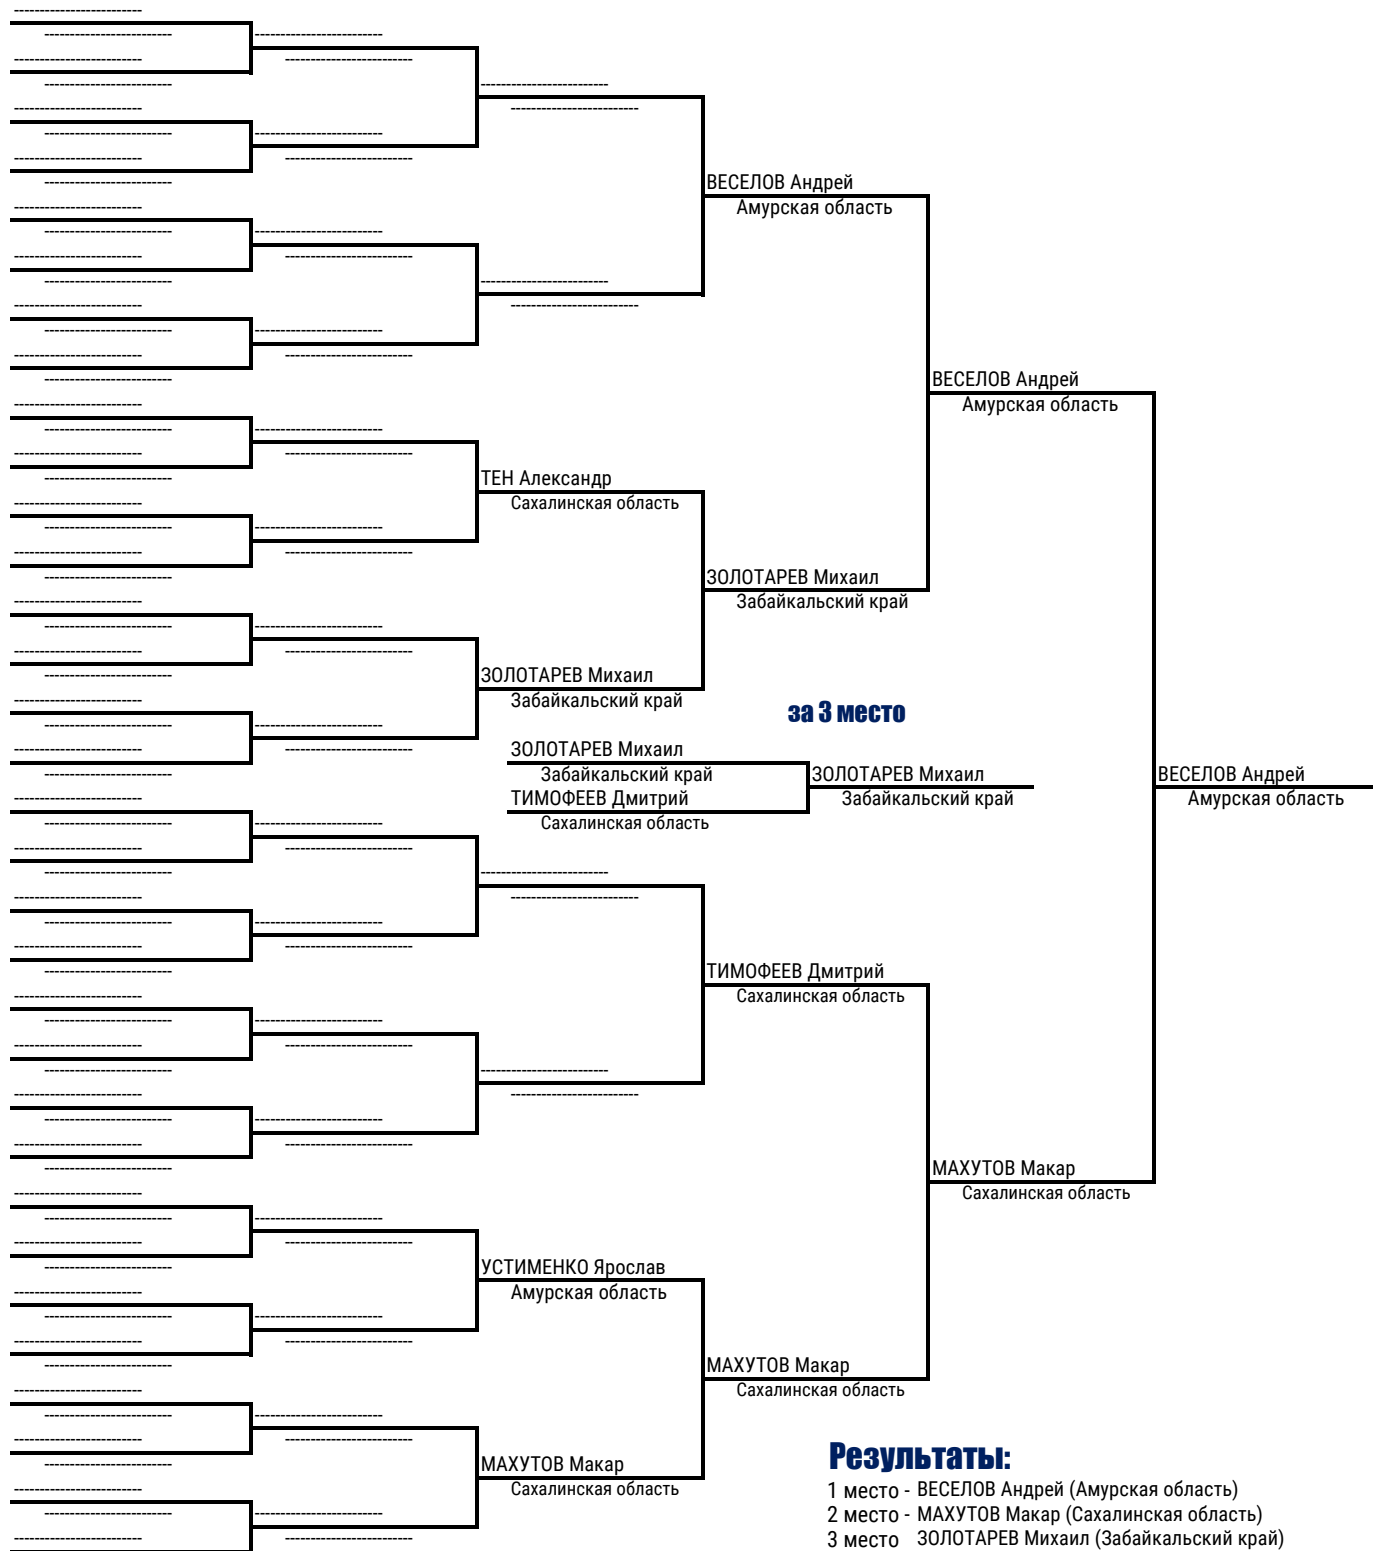 ВЕСЕЛОВ Андрей
Амурская область
ВЕСЕЛОВ Андрей
Амурская область
ТЕН Александр
Сахалинская область
ЗОЛОТАРЕВ Михаил
Забайкальский край
ЗОЛОТАРЕВ Михаил
Забайкальский край
за 3 место
ЗОЛОТАРЕВ Михаил
Забайкальский край
ТИМОФЕЕВ Дмитрий
Сахалинская область
ЗОЛОТАРЕВ Михаил
Забайкальский край
ВЕСЕЛОВ Андрей
Амурская область
ТИМОФЕЕВ Дмитрий
Сахалинская область
МАХУТОВ Макар
Сахалинская область
УСТИМЕНКО Ярослав
Амурская область
МАХУТОВ Макар
Сахалинская область
МАХУТОВ Макар
Сахалинская область
Результаты:
1 место - ВЕСЕЛОВ Андрей (Амурская область)
2 место - МАХУТОВ Макар (Сахалинская область)
3 место ЗОЛОТАРЕВ Михаил (Забайкальский край)